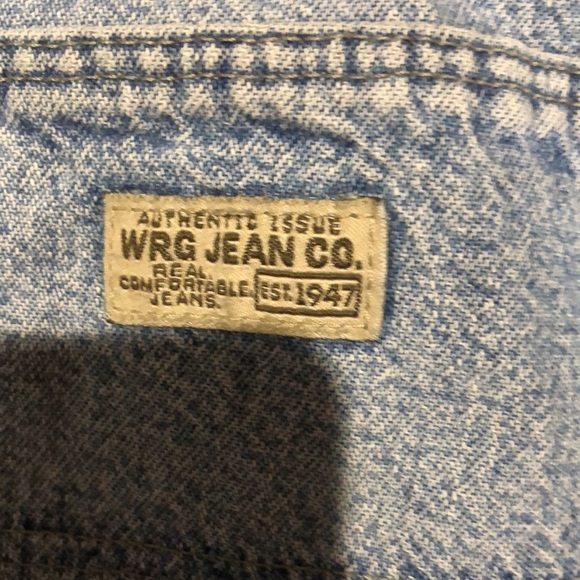 AUTHENTIC ISSUE
WRG JEAN CO.
REAL.
COMFORTABLE.
JEANS.
EST. 1947